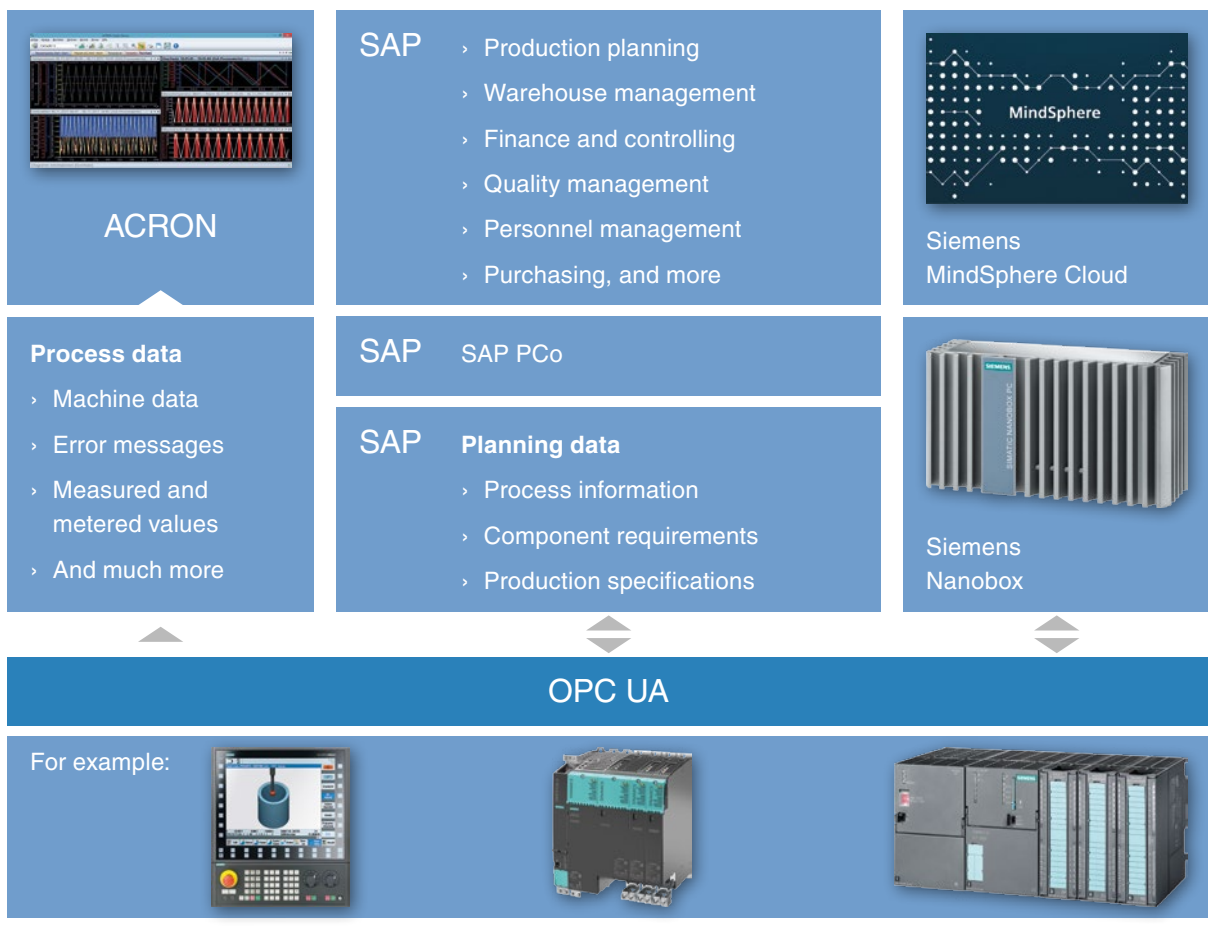 ACRON
SAP
› Production planning
› Warehouse management
› Finance and controlling
› Quality management
› Personnel management
› Purchasing, and more
MindSphere
Siemens
MindSphere Cloud
Process data
› Machine data
› Error messages
› Measured and
metered values
› And much more
SAP SAP PCo
SAP Planning data
› Process information
› Component requirements
› Production specifications
SIEMENS
SIMATIC NANOBOX PC
Siemens
Nanobox
OPC UA
For example:
SIEMENS